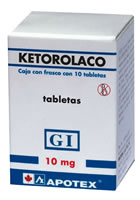 KETOROLACO
Caja con frasco con 10 tabletas
tabletas
GI
10 mg
APOTEX